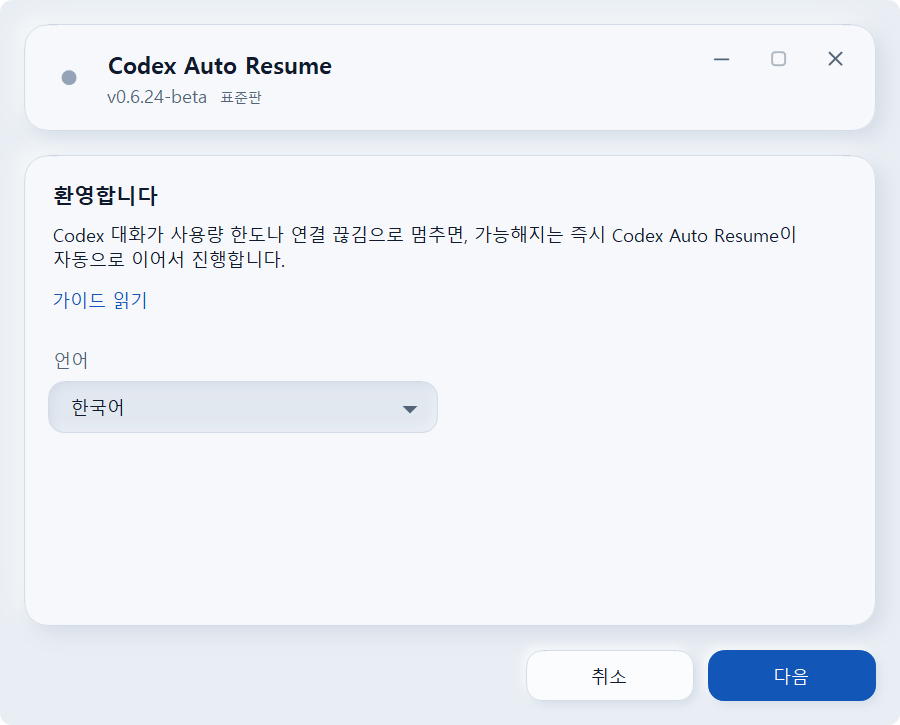 Codex Auto Resume
v0.6.24-beta 표준판
환영합니다
Codex 대화가 사용량 한도나 연결 끊김으로 멈추면, 가능해지는 즉시 Codex Auto Resume이
자동으로 이어서 진행합니다.
가이드 읽기
언어
한국어
취소
다음